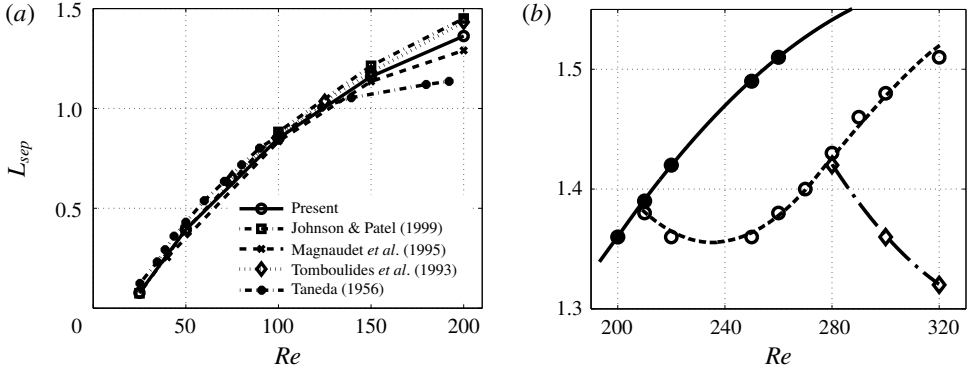 (a)
1.5
1.0
0.5
0
50
100
150
200
L_sep
Re
Present
Johnson & Patel (1999)
Magnaudet et al. (1995)
Tomboulides et al. (1993)
Taneda (1956)
(b)
1.5
1.4
1.3
200
240
280
320
Re